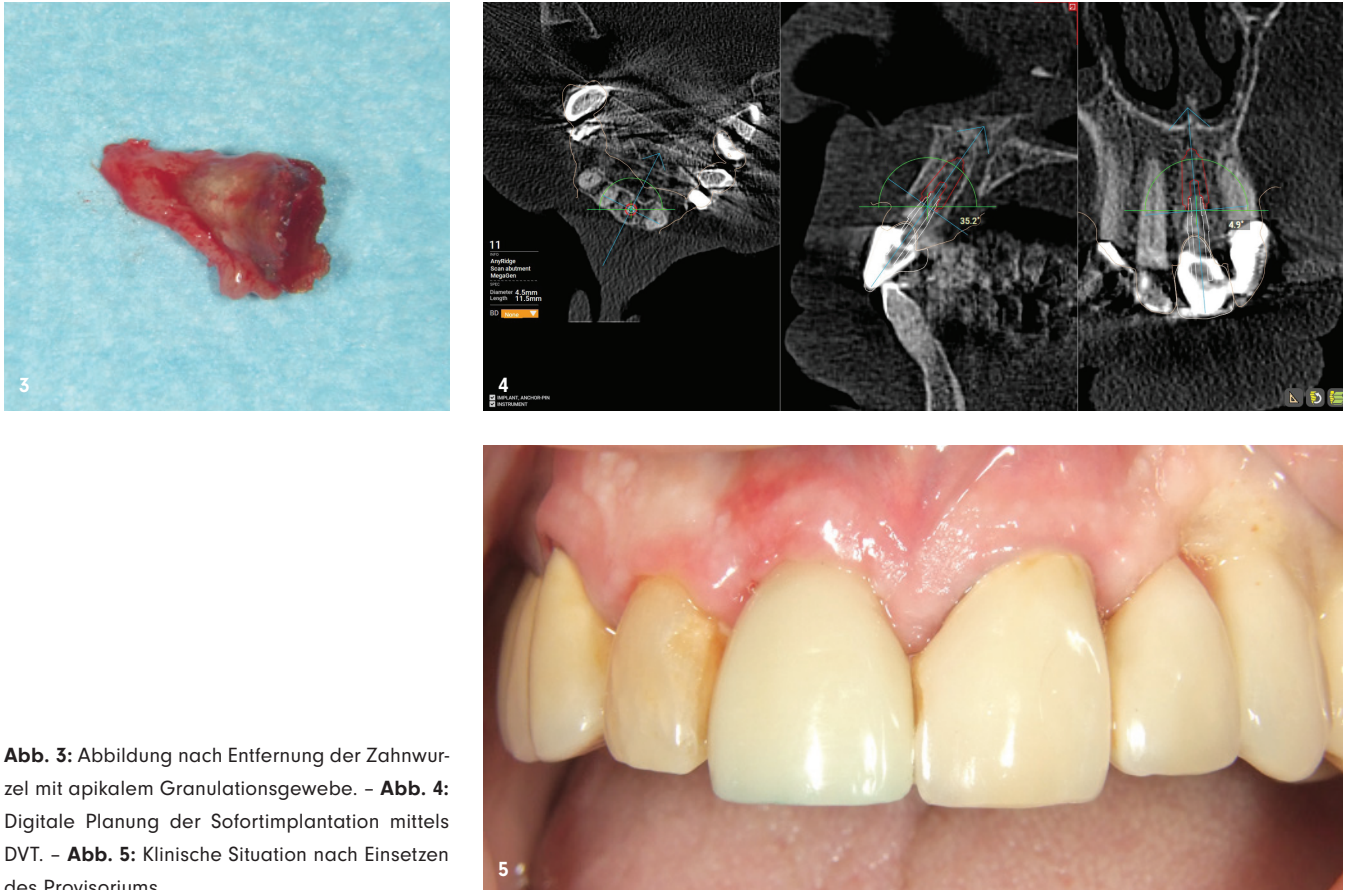 3
11
INFO
AnyRidge
Scan abutment
MegaGen
SPEC
Diameter 4.5mm
Length 11.5mm
BD None
4
IMPLANT, ANCHOR-PIN
INSTRUMENT
35.2°
4.9°
5
Abb. 3: Abbildung nach Entfernung der Zahnwur-
zel mit apikalem Granulationsgewebe. – Abb. 4:
Digitale Planung der Sofortimplantation mittels
DVT. – Abb. 5: Klinische Situation nach Einsetzen
des Provisoriums.